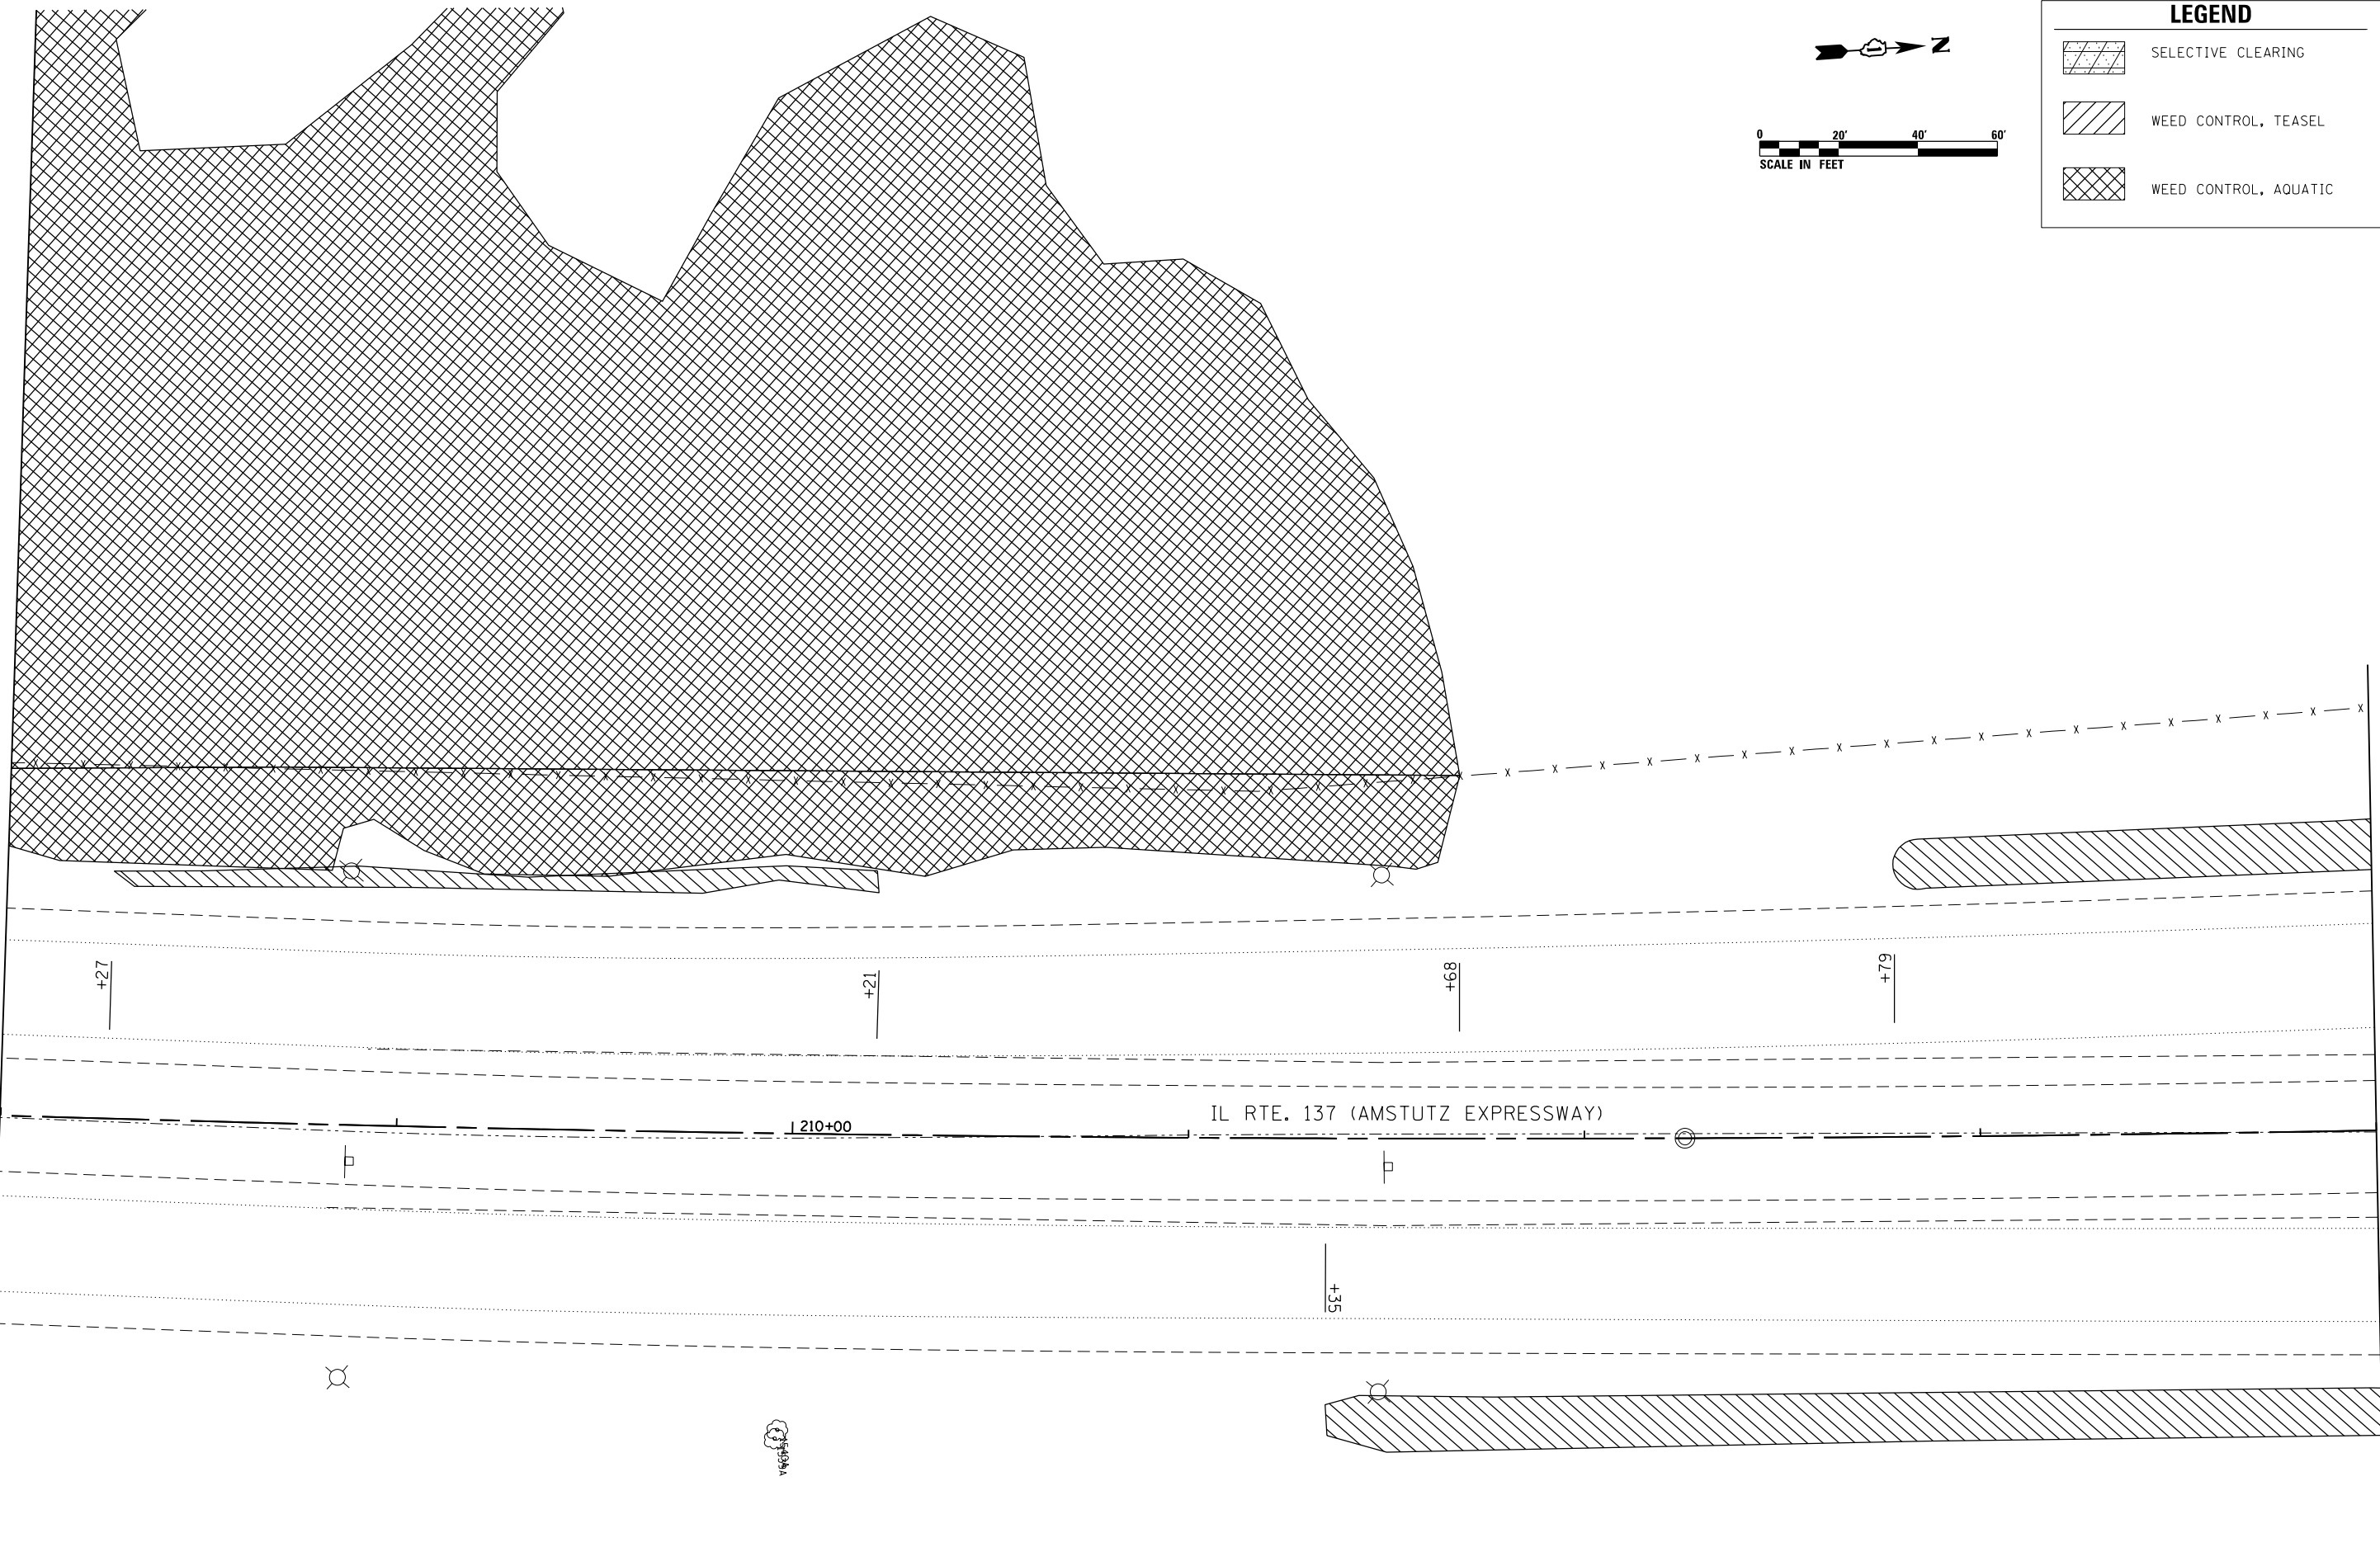 LEGEND
SELECTIVE CLEARING
WEED CONTROL, TEASEL
WEED CONTROL, AQUATIC
N
0 20' 40' 60'
SCALE IN FEET
+27
+21
+68
+79
IL RTE. 137 (AMSTUTZ EXPRESSWAY)
210+00
+35